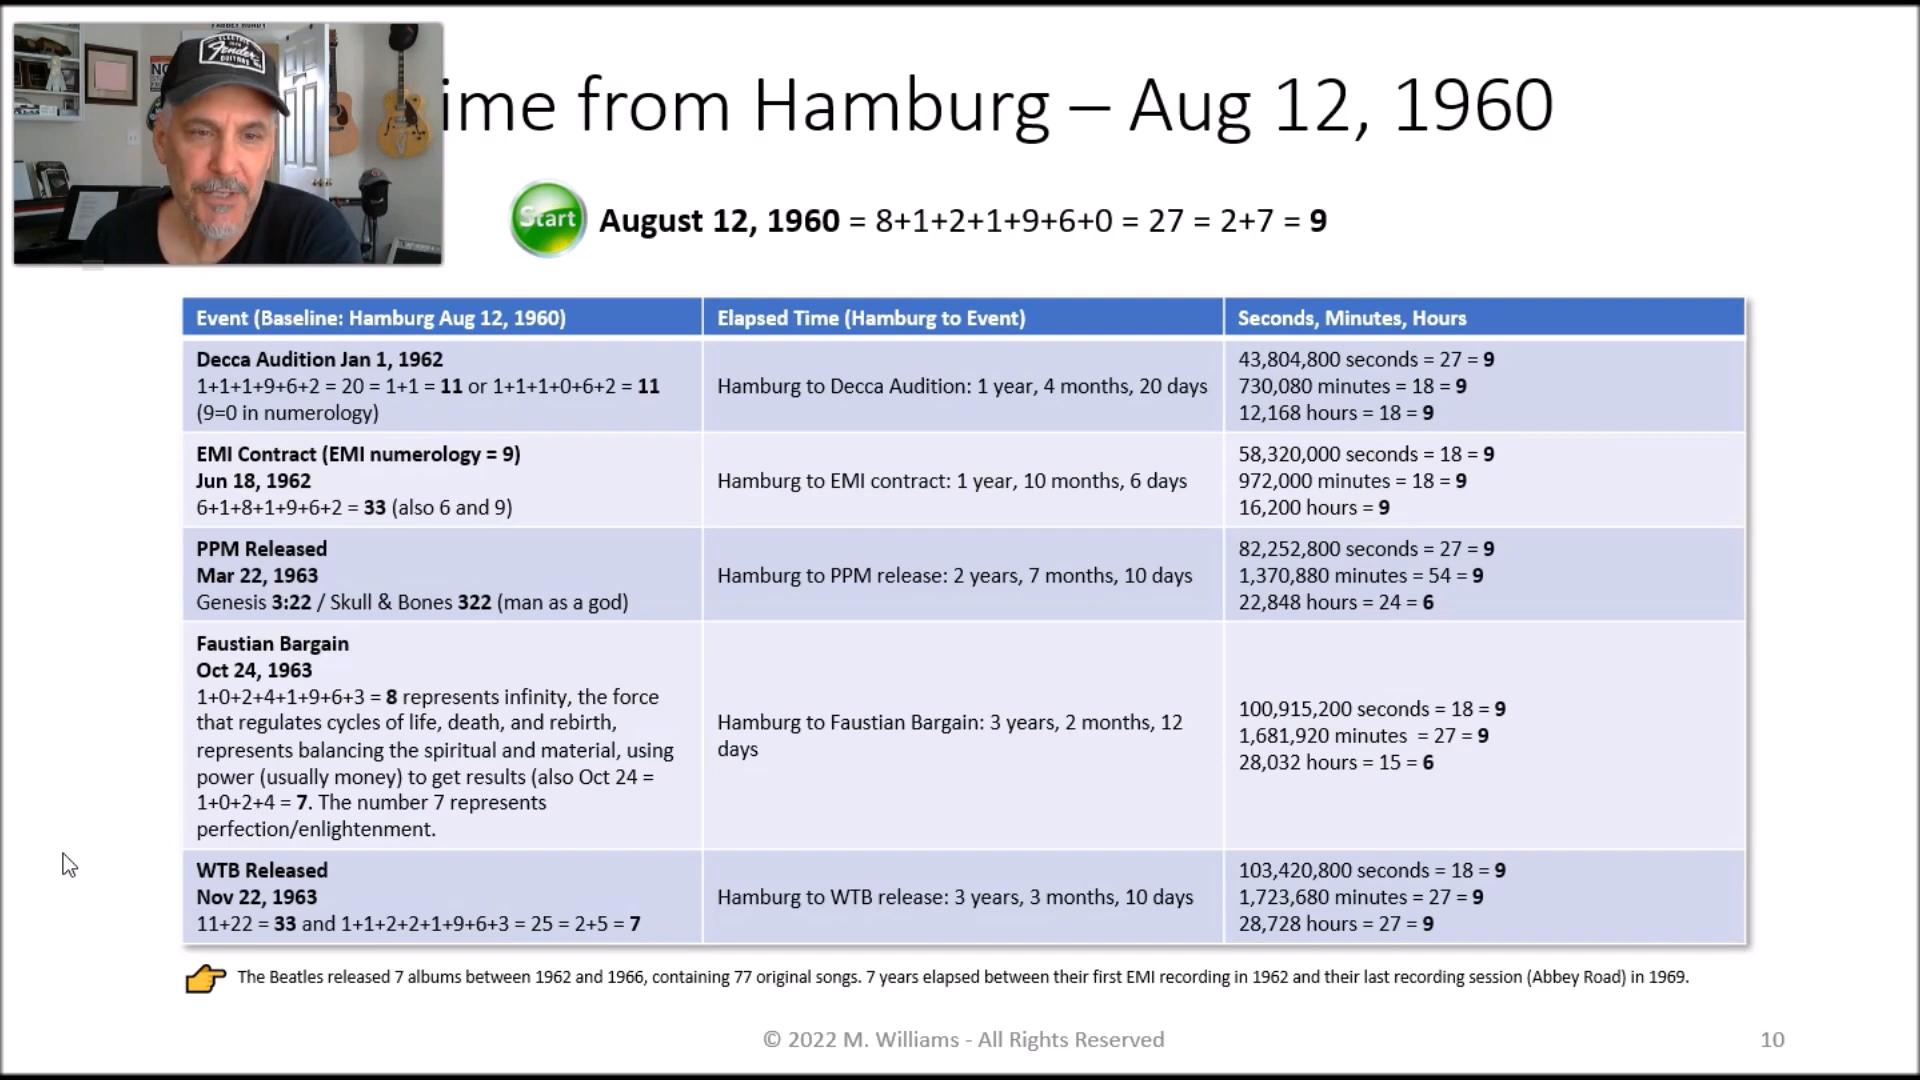 Fender
GUITARS
ime from Hamburg – Aug 12, 1960
Start
August 12, 1960 = 8+1+2+1+9+6+0 = 27 = 2+7 = 9
Event (Baseline: Hamburg Aug 12, 1960)
Elapsed Time (Hamburg to Event)
Seconds, Minutes, Hours
Decca Audition Jan 1, 1962
1+1+1+9+6+2 = 20 = 1+1 = 11 or 1+1+1+0+6+2 = 11
(9=0 in numerology)
Hamburg to Decca Audition: 1 year, 4 months, 20 days
43,804,800 seconds = 27 = 9
730,080 minutes = 18 = 9
12,168 hours = 18 = 9
EMI Contract (EMI numerology = 9)
Jun 18, 1962
6+1+8+1+9+6+2 = 33 (also 6 and 9)
Hamburg to EMI contract: 1 year, 10 months, 6 days
58,320,000 seconds = 18 = 9
972,000 minutes = 18 = 9
16,200 hours = 9
PPM Released
Mar 22, 1963
Genesis 3:22 / Skull & Bones 322 (man as a god)
Hamburg to PPM release: 2 years, 7 months, 10 days
82,252,800 seconds = 27 = 9
1,370,880 minutes = 54 = 9
22,848 hours = 24 = 6
Faustian Bargain
Oct 24, 1963
1+0+2+4+1+9+6+3 = 8 represents infinity, the force
that regulates cycles of life, death, and rebirth,
represents balancing the spiritual and material, using
power (usually money) to get results (also Oct 24 =
1+0+2+4 = 7. The number 7 represents
perfection/enlightenment.
Hamburg to Faustian Bargain: 3 years, 2 months, 12
days
100,915,200 seconds = 18 = 9
1,681,920 minutes  = 27 = 9
28,032 hours = 15 = 6
WTB Released
Nov 22, 1963
11+22 = 33 and 1+1+2+2+1+9+6+3 = 25 = 2+5 = 7
Hamburg to WTB release: 3 years, 3 months, 10 days
103,420,800 seconds = 18 = 9
1,723,680 minutes = 27 = 9
28,728 hours = 27 = 9
The Beatles released 7 albums between 1962 and 1966, containing 77 original songs. 7 years elapsed between their first EMI recording in 1962 and their last recording session (Abbey Road) in 1969.
© 2022 M. Williams - All Rights Reserved
10